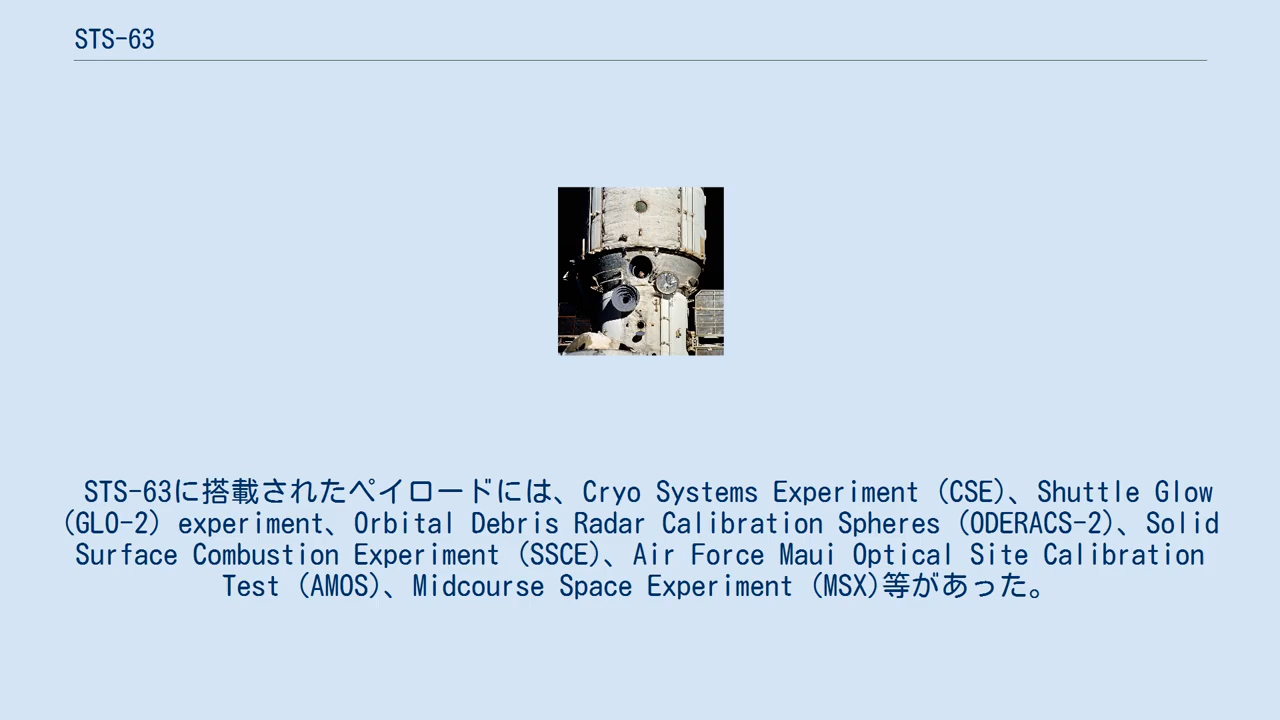 STS-63
STS-63に搭載されたペイロードには、Cryo Systems Experiment (CSE)、Shuttle Glow
(GLO-2) experiment、Orbital Debris Radar Calibration Spheres (ODERACS-2)、Solid
Surface Combustion Experiment (SSCE)、Air Force Maui Optical Site Calibration
Test (AMOS)、Midcourse Space Experiment (MSX)等があった。